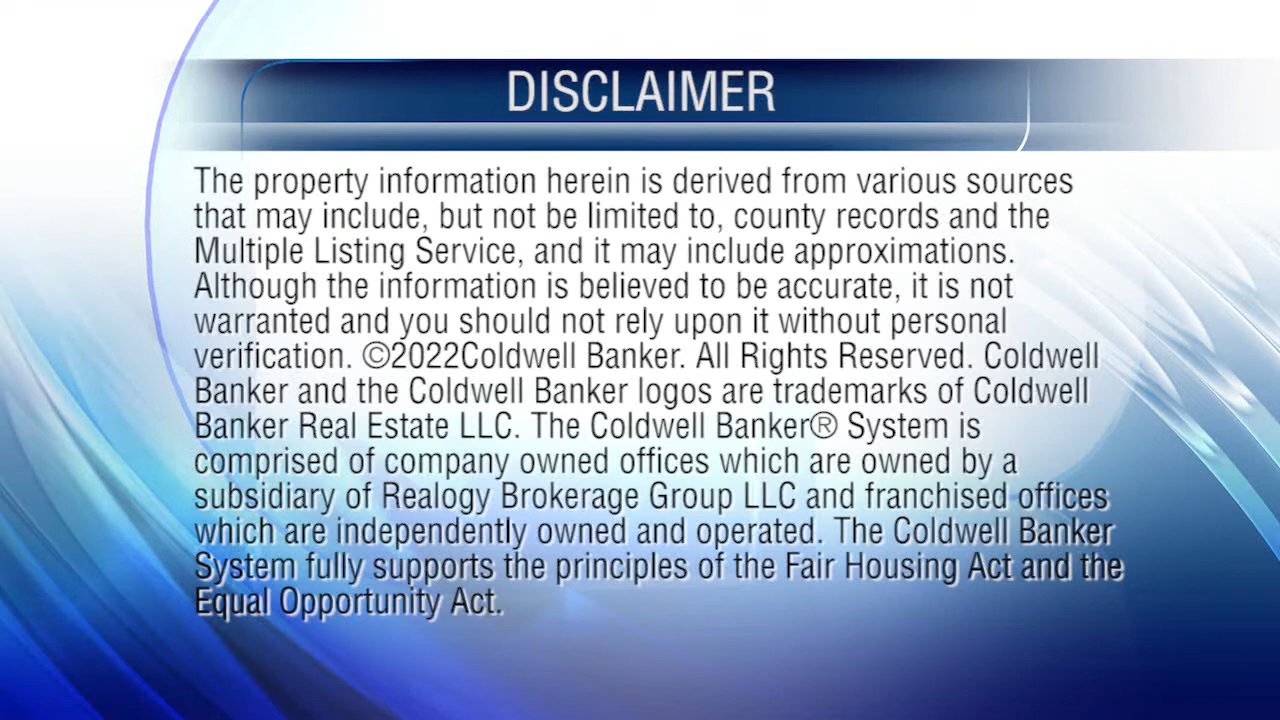 DISCLAIMER
The property information herein is derived from various sources
that may include, but not be limited to, county records and the
Multiple Listing Service, and it may include approximations.
Although the information is believed to be accurate, it is not
warranted and you should not rely upon it without personal
verification. ©2022Coldwell Banker. All Rights Reserved. Coldwell
Banker and the Coldwell Banker logos are trademarks of Coldwell
Banker Real Estate LLC. The Coldwell Banker® System is
comprised of company owned offices which are owned by a
subsidiary of Realogy Brokerage Group LLC and franchised offices
which are independently owned and operated. The Coldwell Banker
System fully supports the principles of the Fair Housing Act and the
Equal Opportunity Act.